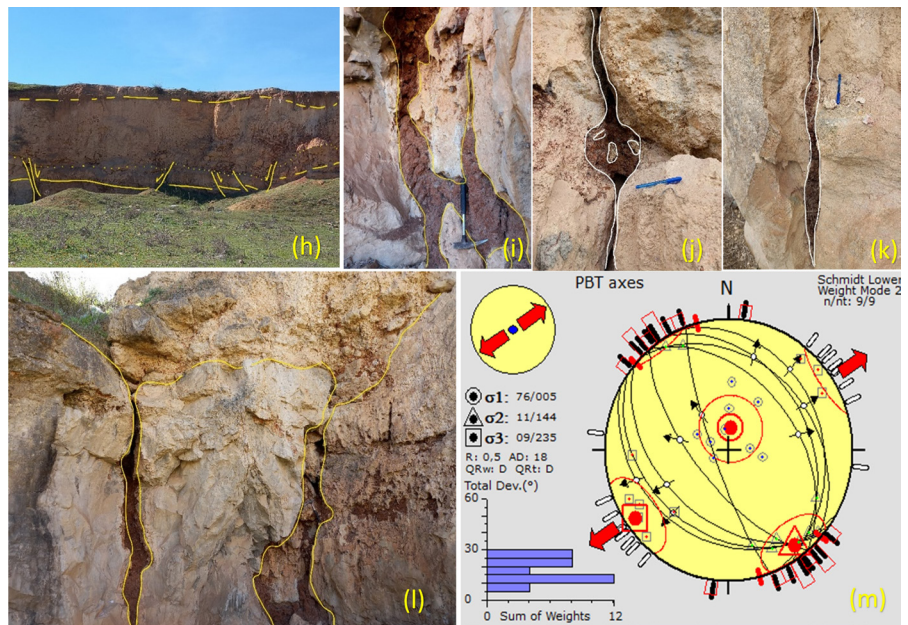 (h)
(i)
(j)
(k)
(l)
PBT axes
N
Schmidt Lower
Weight Mode 2
n/nt: 9/9
σ1: 76/005
σ2: 11/144
σ3: 09/235
R: 0,5 AD: 18
QRw: D QRt: D
Total Dev.(°)
60
30
0
0 Sum of Weights 12
(m)